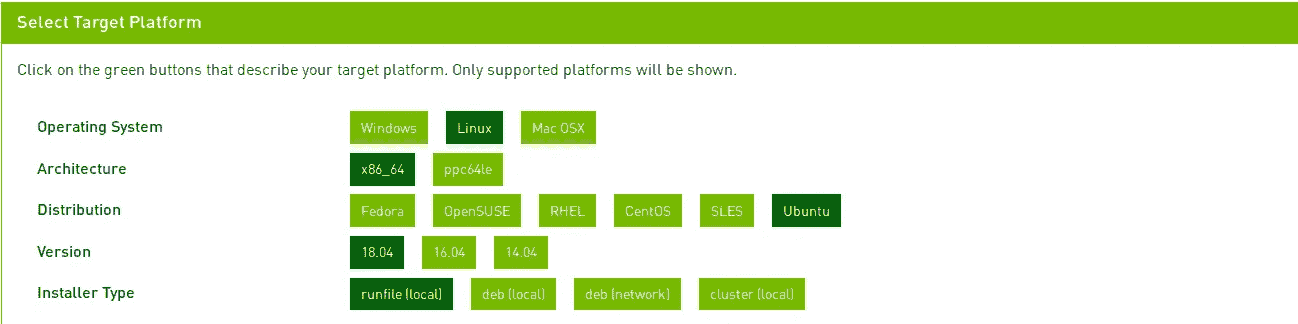 Select Target Platform
Click on the green buttons that describe your target platform. Only supported platforms will be shown.
Operating System Windows Linux Mac OSX
Architecture x86_64 ppc64le
Distribution Fedora OpenSUSE RHEL CentOS SLES Ubuntu
Version 18.04 16.04 14.04
Installer Type runfile (local) deb (local) deb (network) cluster (local)